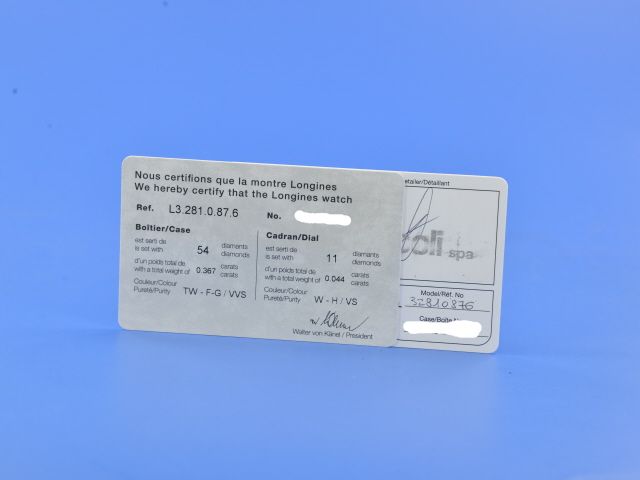 Nous certifions que la montre Longines
We hereby certify that the Longines watch
Ref. L3.281.0.87.6 No.
Boîtier/Case
est serti de
is set with 54 diamants
diamonds
d'un poids total de
with a total weight of 0.367 carats
carats
Couleur/Colour
Pureté/Purity TW - F-G / VVS
Cadran/Dial
est serti de
is set with 11 diamants
diamonds
d'un poids total de
with a total weight of 0.044 carats
carats
Couleur/Colour
Pureté/Purity W - H / VS
Walter von Känel / President
etailer/Détaillant
toli spa
Model/Réf. No
32810876
Case/Boîte N